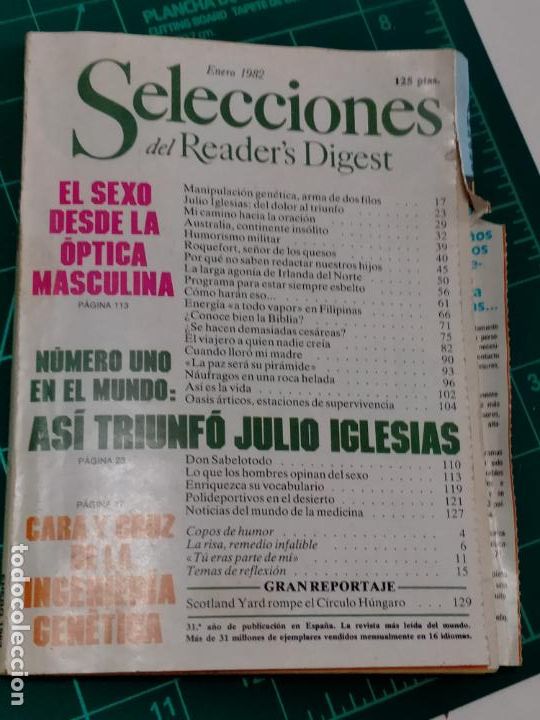 PLANCHA DE
CUTTING BOARD TAPETE DE
Enero 1982
125 ptas.
Selecciones
del Reader's Digest
EL SEXO
DESDE LA
ÓPTICA
MASCULINA
PÁGINA 113
Manipulación genética, arma de dos filos 17
Julio Iglesias: del dolor al triunfo 23
Mi camino hacia la oración 29
Australia, continente insólito 32
Humorismo militar 39
Roquefort, señor de los quesos 40
Por qué no saben redactar nuestros hijos 45
La larga agonía de Irlanda del Norte 50
Programa para estar siempre esbelto 56
Cómo harán eso... 61
Energía «a todo vapor» en Filipinas 66
¿Conoce bien la Biblia? 71
¿Se hacen demasiadas cesáreas? 75
El viajero a quien nadie creía 82
Cuando lloró mi madre 90
«La paz será su pirámide» 93
Náufragos en una roca helada 96
Así es la vida 102
Oasis árticos, estaciones de supervivencia 104
NÚMERO UNO
EN EL MUNDO:
ASÍ TRIUNFÓ JULIO IGLESIAS
PÁGINA 23
Don Sabelotodo 110
Lo que los hombres opinan del sexo 113
Enriquezca su vocabulario 119
Polideportivos en el desierto 121
Noticias del mundo de la medicina 127
PÁGINA 17
CARA Y CRUZ
DE LA
INGENIERÍA
GENÉTICA
Copos de humor 4
La risa, remedio infalible 6
«Tú eras parte de mí» 11
Temas de reflexión 15
GRAN REPORTAJE
Scotland Yard rompe el Círculo Húngaro 129
31.º año de publicación en España. La revista más leída del mundo.
Más de 31 millones de ejemplares vendidos mensualmente en 16 idiomas.
todocoleccion